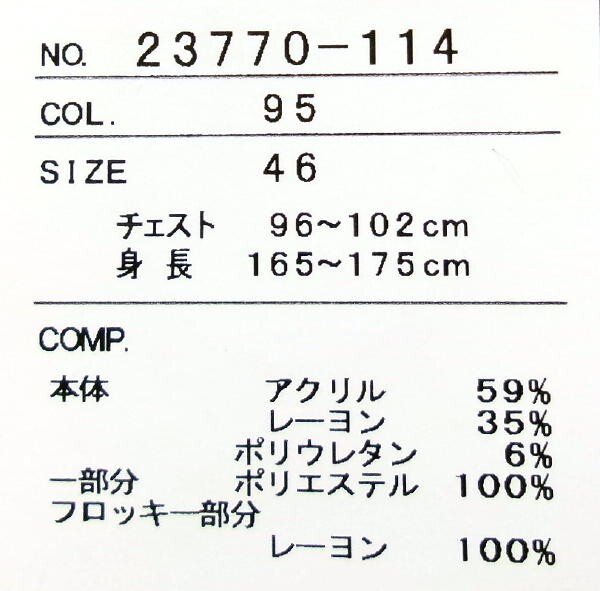 NO. 23770-114
COL. 95
SIZE 46
チェスト 96～102cm
身長 165～175cm
COMP.
本体 アクリル 59%
レーヨン 35%
ポリウレタン 6%
一部分 ポリエステル 100%
フロッキー部分
レーヨン 100%